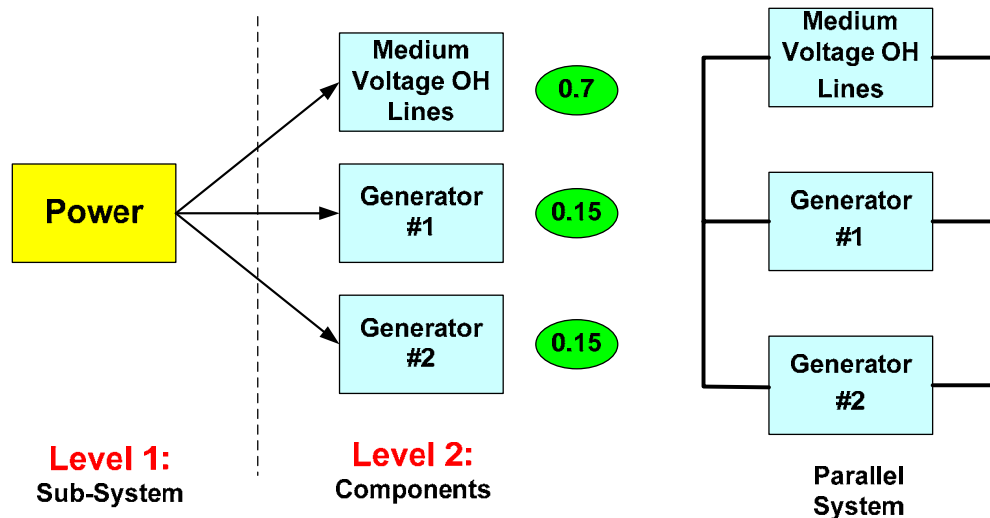 Power
Level 1:
Sub-System
Medium
Voltage OH
Lines
0.7
Generator
#1
0.15
Generator
#2
0.15
Level 2:
Components
Medium
Voltage OH
Lines
Generator
#1
Generator
#2
Parallel
System